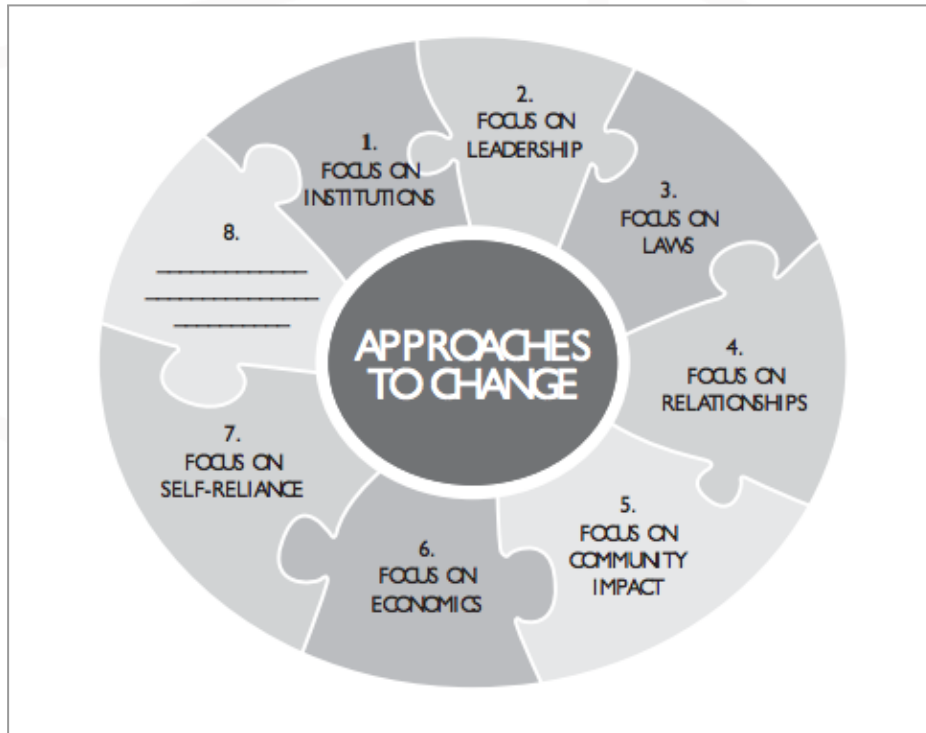 1.
FOCUS ON
INSTITUTIONS
2.
FOCUS ON
LEADERSHIP
3.
FOCUS ON
LAWS
4.
FOCUS ON
RELATIONSHIPS
5.
FOCUS ON
COMMUNITY
IMPACT
6.
FOCUS ON
ECONOMICS
7.
FOCUS ON
SELF-RELIANCE
8.
APPROACHES
TO CHANGE